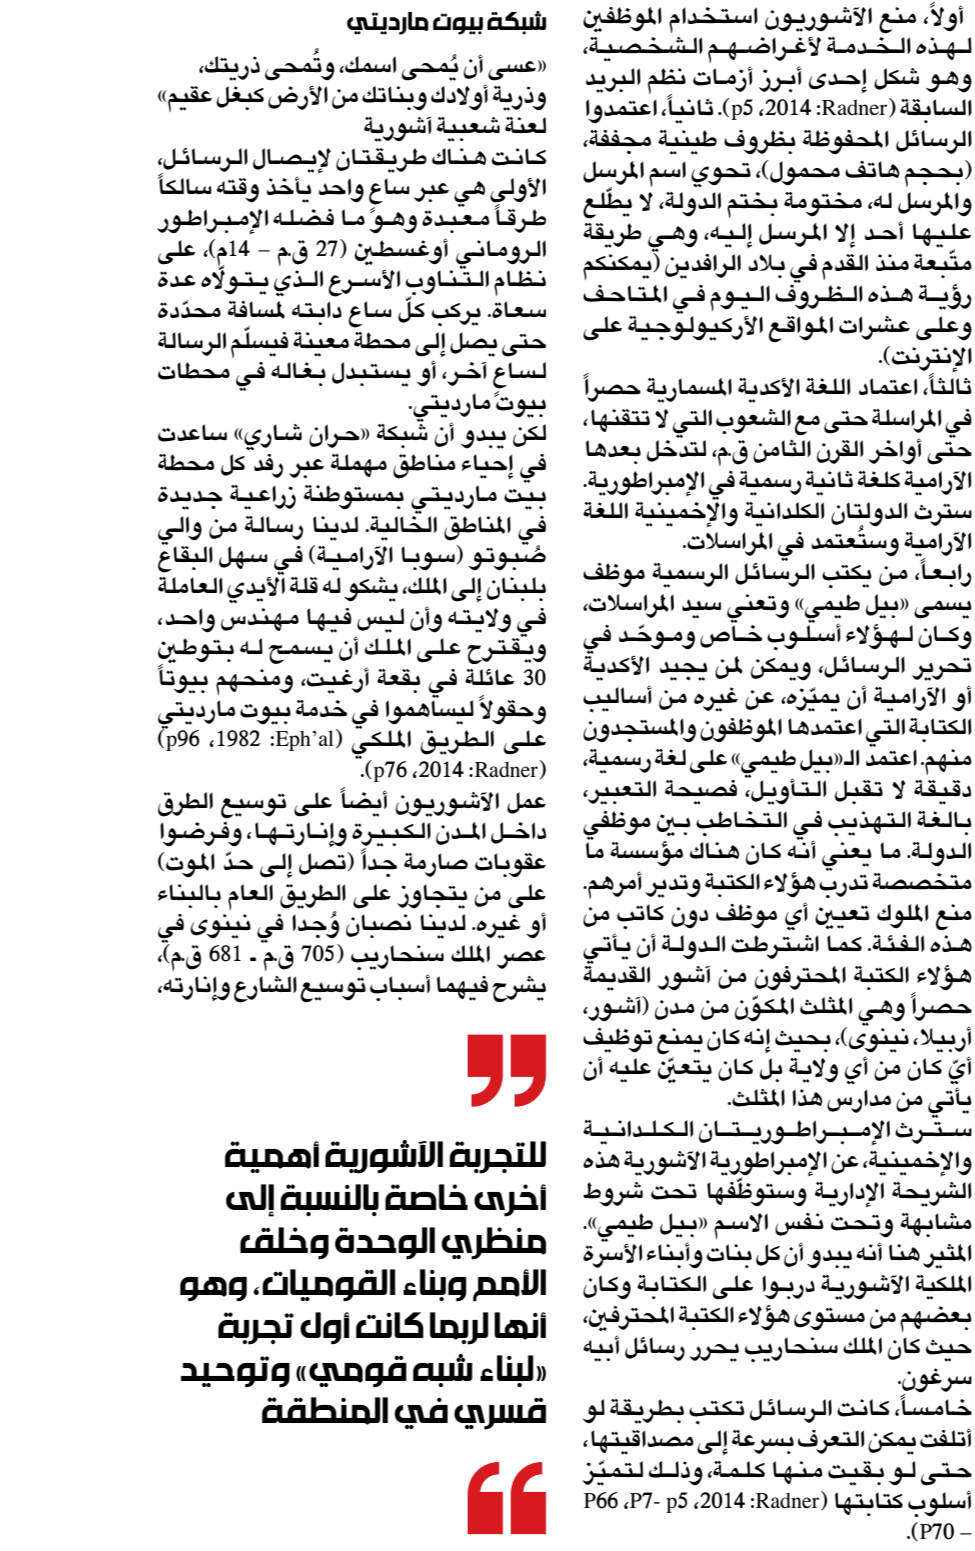 أولاً، منع الآشوريون استخدام الموظفين
لهذه الخدمة لأغراضهم الشخصية،
وهو شكل إحدى أبرز أزمات نظم البريد
السابقة (Radner: 2014، p5). ثانياً، اعتمدوا
الرسائل المحفوظة بظروف طينية مجففة،
(بحجم هاتف محمول)، تحوي اسم المرسل
والمرسل له، مختومة بختم الدولة، لا يطّلع
عليها أحد إلا المرسل إليه، وهي طريقة
متّبعة منذ القدم في بلاد الرافدين (يمكنكم
رؤية هذه الظروف اليوم في المتاحف
وعلى عشرات المواقع الأركيولوجية على
الإنترنت).
ثالثاً، اعتماد اللغة الأكدية المسمارية حصراً
في المراسلة حتى مع الشعوب التي لا تتقنها،
حتى أواخر القرن الثامن ق.م، لتدخل بعدها
الآرامية كلغة ثانية رسمية في الإمبراطورية.
سترث الدولتان الكلدانية والإخمينية اللغة
الآرامية وستُعتمد في المراسلات.
رابعاً، من يكتب الرسائل الرسمية موظف
يسمى «بيل طيمي» وتعني سيد المراسلات،
وكان لهؤلاء أسلوب خاص وموحّد في
تحرير الرسائل، ويمكن لمن يجيد الأكدية
أو الآرامية أن يميّزه، عن غيره من أساليب
الكتابة التي اعتمدها الموظفون والمستجدون
منهم. اعتمد الـ«بيل طيمي» على لغة رسمية،
دقيقة لا تقبل التأويل، فصيحة التعبير،
بالغة التهذيب في التخاطب بين موظفي
الدولة. ما يعني أنه كان هناك مؤسسة ما
متخصصة تدرب هؤلاء الكتبة وتدير أمرهم.
منع الملوك تعيين أي موظف دون كاتب من
هذه الفئة. كما اشترطت الدولة أن يأتي
هؤلاء الكتبة المحترفون من آشور القديمة
حصراً وهي المثلث المكوّن من مدن (آشور،
أربيلا، نينوى)، بحيث إنه كان يمنع توظيف
أيّ كان من أي ولاية بل كان يتعيّن عليه أن
يأتي من مدارس هذا المثلث.
سترث الإمبراطوريتان الكلدانية
والإخمينية، عن الإمبراطورية الآشورية هذه
الشريحة الإدارية وستوظّفها تحت شروط
مشابهة وتحت نفس الاسم «بيل طيمي».
المثير هنا أنه يبدو أن كل بنات وأبناء الأسرة
الملكية الآشورية دربوا على الكتابة وكان
بعضهم من مستوى هؤلاء الكتبة المحترفين،
حيث كان الملك سنحاريب يحرر رسائل أبيه
سرغون.
خامساً، كانت الرسائل تكتب بطريقة لو
أتلفت يمكن التعرف بسرعة إلى مصداقيتها،
حتى لو بقيت منها كلمة، وذلك لتميّز
أسلوب كتابتها (Radner: 2014، p5 -P7، P66
– P70).
شبكة بيوت مارديتي
«عسى أن يُمحى اسمك، وتُمحى ذريتك،
وذرية أولادك وبناتك من الأرض كبغل عقيم»
لعنة شعبية آشورية
كانت هناك طريقتان لإيصال الرسائل،
الأولى هي عبر ساعٍ واحد يأخذ وقته سالكاً
طرقاً معبدة وهو ما فضله الإمبراطور
الروماني أوغسطين (27 ق.م – 14م)، على
نظام التناوب الأسرع الذي يتولّاه عدة
سعاة. يركب كلّ ساع دابته لمسافة محدّدة
حتى يصل إلى محطة معينة فيسلّم الرسالة
لساعٍ آخر، أو يستبدل بغاله في محطات
بيوت مارديتي.
لكن يبدو أن شبكة «حران شاري» ساعدت
في إحياء مناطق مهملة عبر رفد كل محطة
بيت مارديتي بمستوطنة زراعية جديدة
في المناطق الخالية. لدينا رسالة من والي
صُبوتو (سوبا الآرامية) في سهل البقاع
بلبنان إلى الملك، يشكو له قلة الأيدي العاملة
في ولايته وأن ليس فيها مهندس واحد،
ويقترح على الملك أن يسمح له بتوطين
30 عائلة في بقعة أرغيت، ومنحهم بيوتاً
وحقولاً ليساهموا في خدمة بيوت مارديتي
على الطريق الملكي (Eph’al: 1982، p96)
(Radner: 2014، p76).
عمل الآشوريون أيضاً على توسيع الطرق
داخل المدن الكبيرة وإنارتها، وفرضوا
عقوبات صارمة جداً (تصل إلى حدّ الموت)
على من يتجاوز على الطريق العام بالبناء
أو غيره. لدينا نصبان وُجدا في نينوى في
عصر الملك سنحاريب (705 ق.م ـ 681 ق.م)،
يشرح فيهما أسباب توسيع الشارع وإنارته،
للتجربة الآشورية أهمية
أخرى خاصة بالنسبة إلى
منظري الوحدة وخلق
الأمم وبناء القوميات، وهو
أنها لربما كانت أول تجربة
«لبناء شبه قومي» وتوحيد
قسري في المنطقة